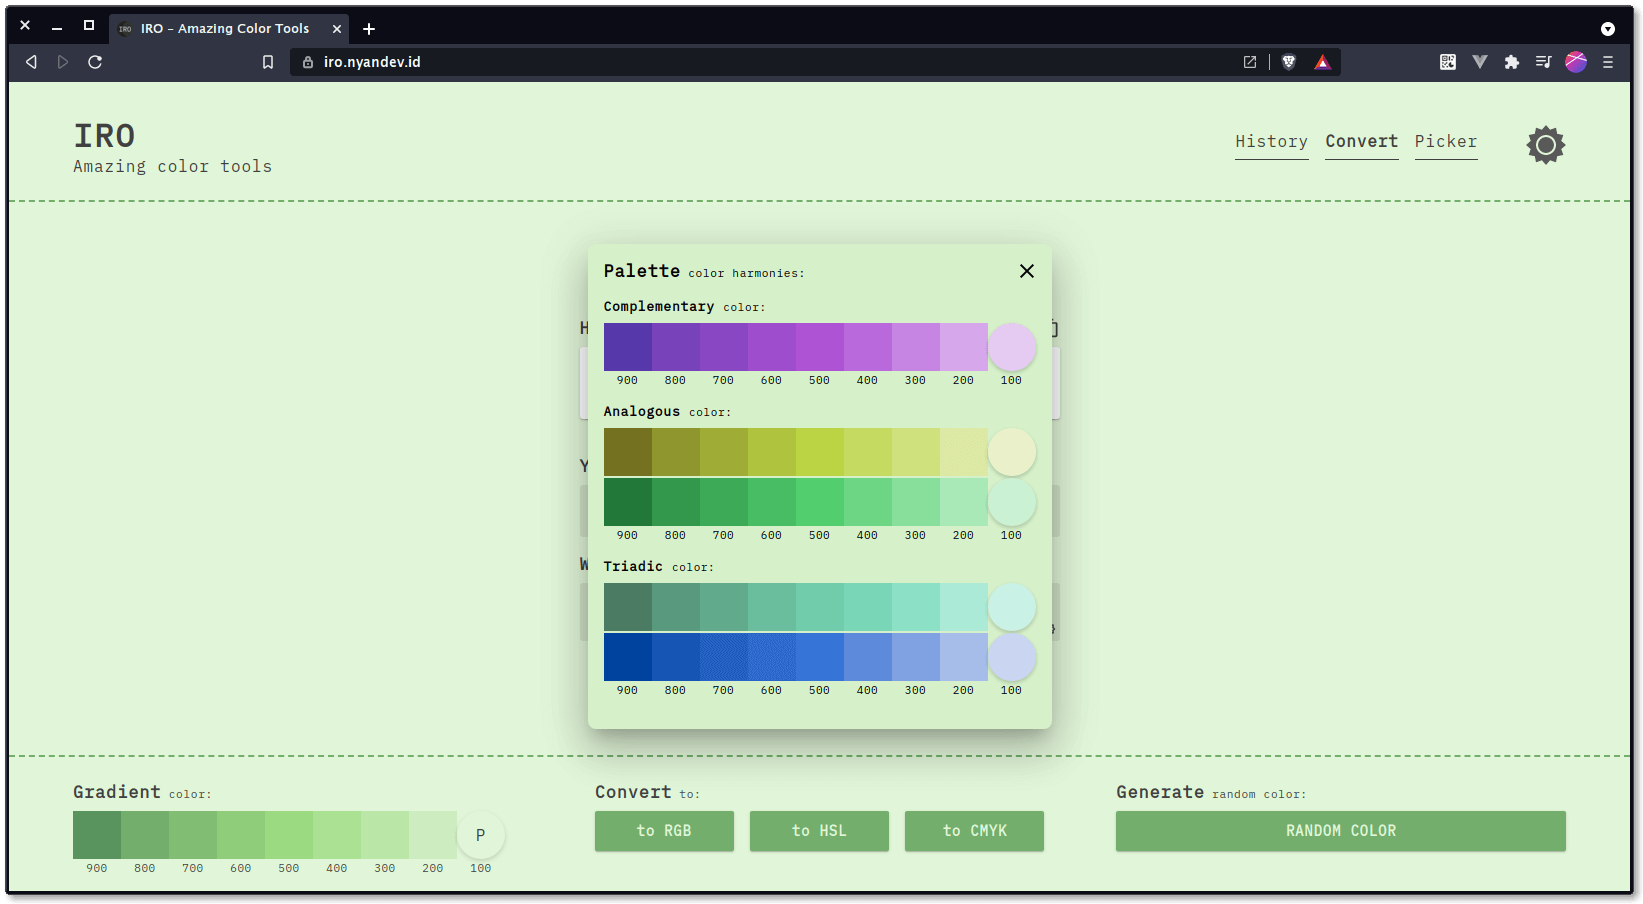 IRO – Amazing Color Tools
iro.nyandev.id
IRO
Amazing color tools
History Convert Picker
Palette color harmonies:
Complementary color:
900 800 700 600 500 400 300 200 100
Analogous color:
900 800 700 600 500 400 300 200 100
Triadic color:
900 800 700 600 500 400 300 200 100
Gradient color:
P
900 800 700 600 500 400 300 200 100
Convert to:
to RGB to HSL to CMYK
Generate random color:
RANDOM COLOR